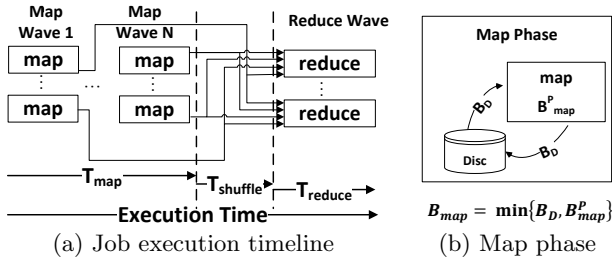 Map Wave 1
Map Wave N
Reduce Wave
map
...
map
reduce
map
...
map
reduce
T_map
T_shuffle
T_reduce
Execution Time
(a) Job execution timeline
Map Phase
map
B^P_map
B_D
Disc
B_D
B_map = min{B_D, B^P_map}
(b) Map phase